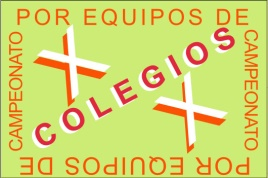 POR EQUIPOS DE
CAMPEONATO
X
COLEGIOS
X
CAMPEONATO
POR EQUIPOS DE